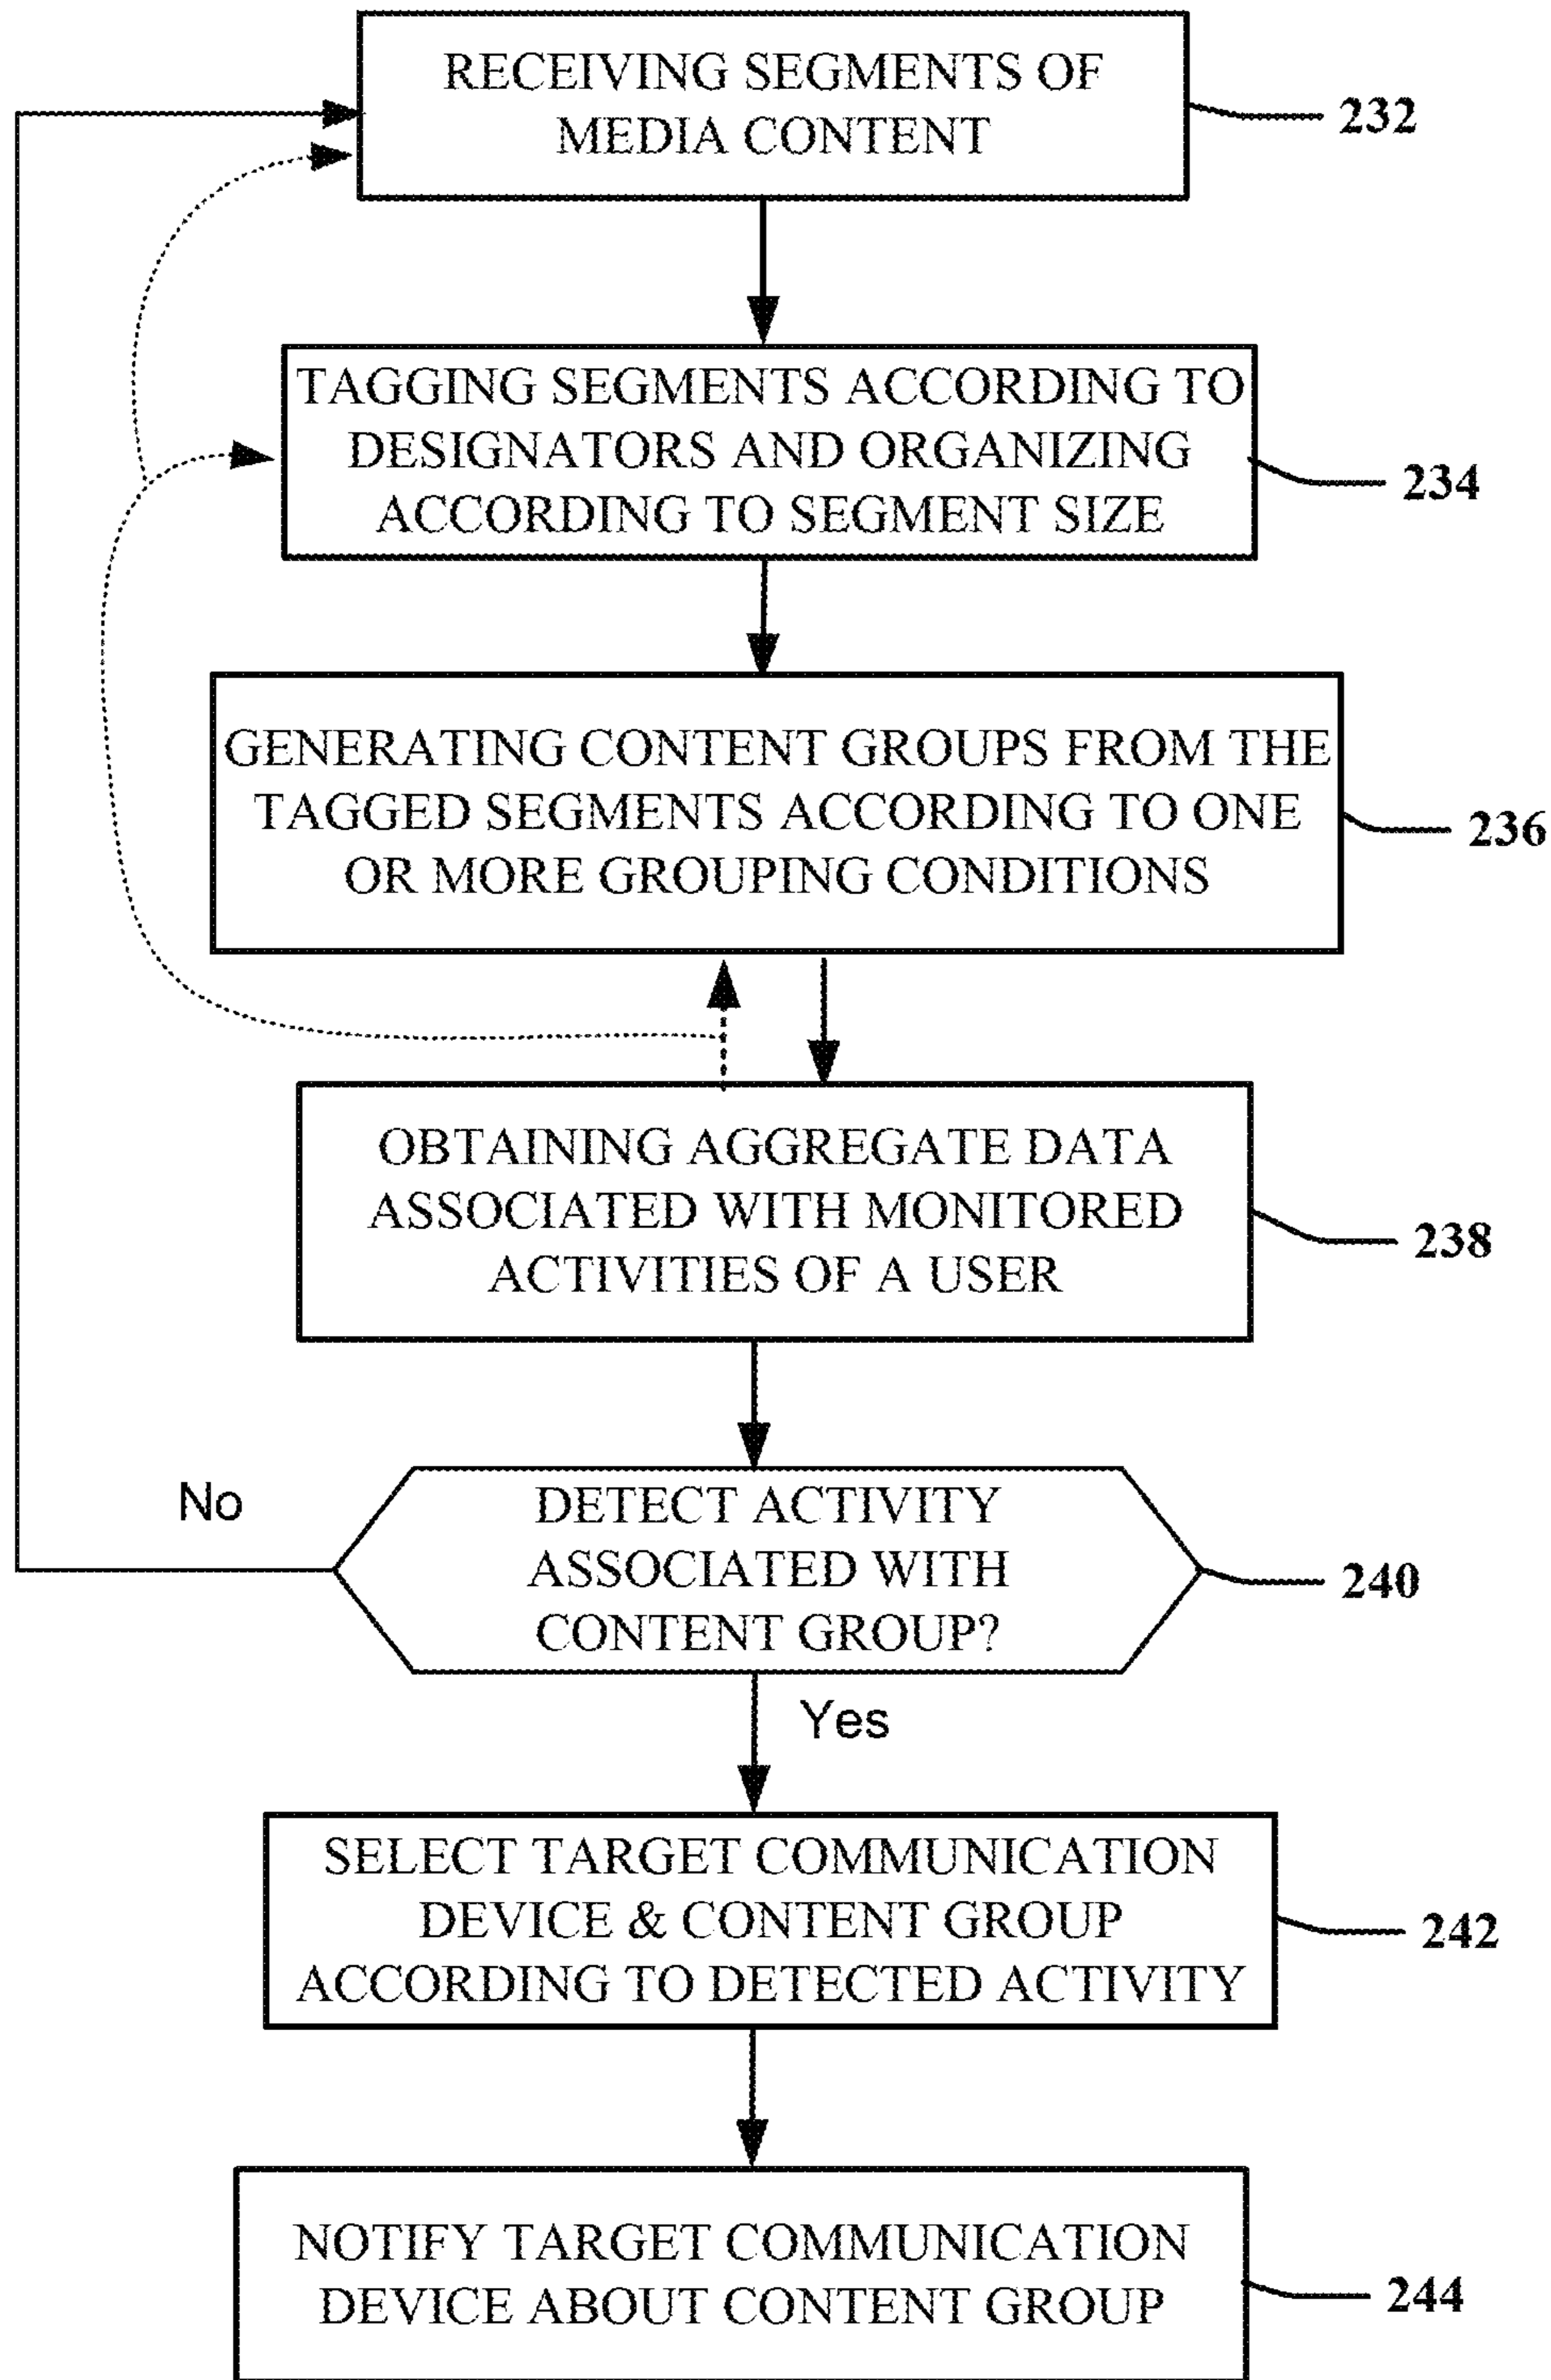 RECEIVING SEGMENTS OF
MEDIA CONTENT
232
TAGGING SEGMENTS ACCORDING TO
DESIGNATORS AND ORGANIZING
ACCORDING TO SEGMENT SIZE
234
GENERATING CONTENT GROUPS FROM THE
TAGGED SEGMENTS ACCORDING TO ONE
OR MORE GROUPING CONDITIONS
236
OBTAINING AGGREGATE DATA
ASSOCIATED WITH MONITORED
ACTIVITIES OF A USER
238
No
DETECT ACTIVITY
ASSOCIATED WITH
CONTENT GROUP?
240
Yes
SELECT TARGET COMMUNICATION
DEVICE & CONTENT GROUP
ACCORDING TO DETECTED ACTIVITY
242
NOTIFY TARGET COMMUNICATION
DEVICE ABOUT CONTENT GROUP
244